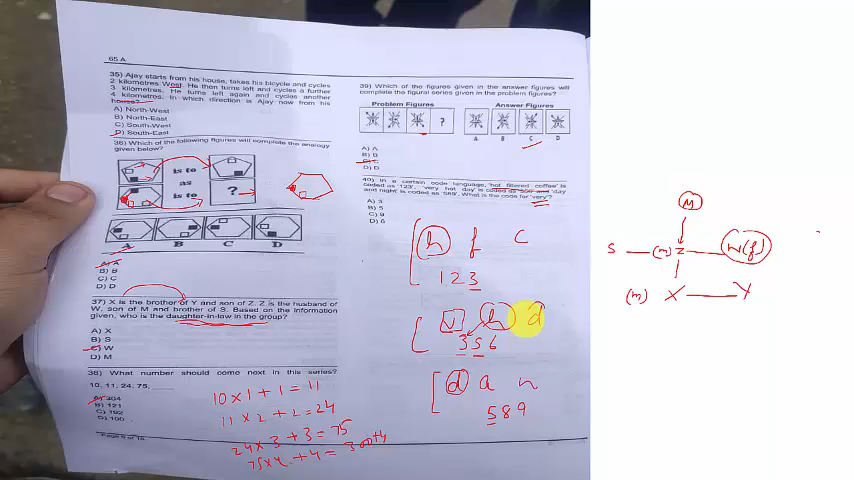 65 A
35) Ajay starts from his house, takes his bicycle and cycles
2 kilometres West. He then turns left and cycles a further
3 kilometres. He turns left again and cycles another
4 kilometres. In which direction is Ajay now from his
house?
A) North-West
B) North-East
C) South-West
D) South-East
36) Which of the following figures will complete the analogy
given below?
is to
as
is to
?
A B C D
A) A
B) B
C) C
D) D
37) X is the brother of Y and son of Z. Z is the husband of
W, son of M and brother of S. Based on the information
given, who is the daughter-in-law in the group?
A) X
B) S
C) W
D) M
38) What number should come next in this series?
10, 11, 24, 75, ____
A) 304
B) 121
C) 192
D) 100
Page 6 of 16
10 × 1 + 1 = 11
11 × 2 + 2 = 24
24 × 3 + 3 = 75
75 × 4 + 4 = 300+4
39) Which of the figures given in the answer figures will
complete the figural series given in the problem figures?
Problem Figures Answer Figures
?
A B C D
A) A
B) B
C) C
D) D
40) In a certain code language, 'hot filtered coffee' is
coded as '123', 'very hot day' is coded as '356' and 'day
and night' is coded as '589'. What is the code for 'very'?
A) 3
B) 5
C) 9
D) 6
h f c
1 2 3
v h d
3 5 6
d a n
5 8 9
M
S (m) Z W(f)
(m) X Y